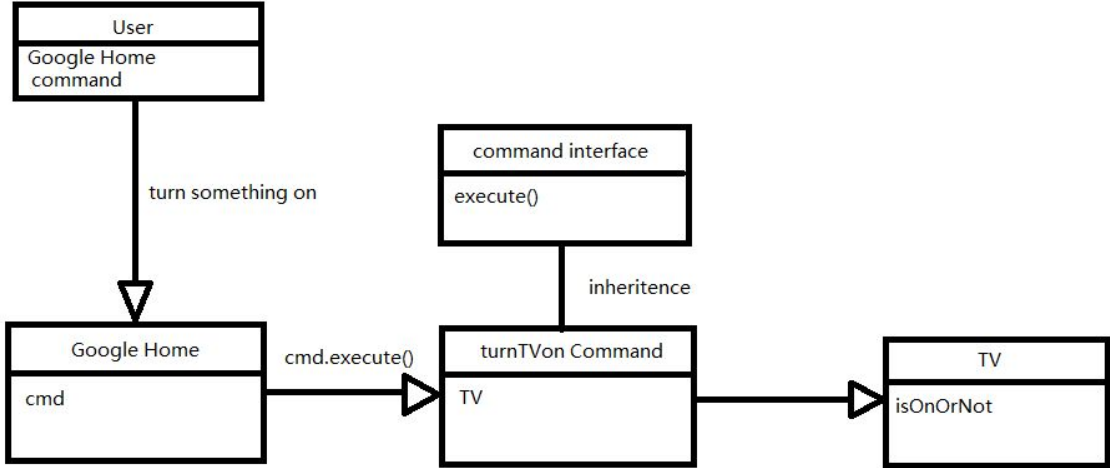 User
Google Home
command
turn something on
command interface
execute()
inheritence
Google Home
cmd
cmd.execute()
turnTVon Command
TV
TV
isOnOrNot